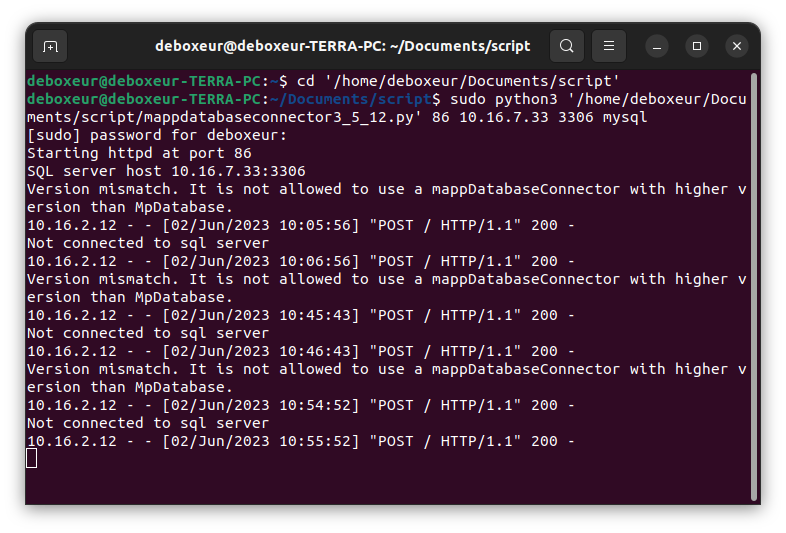 deboxeur@deboxeur-TERRA-PC: ~/Documents/script
deboxeur@deboxeur-TERRA-PC:~$ cd '/home/deboxeur/Documents/script'
deboxeur@deboxeur-TERRA-PC:~/Documents/script$ sudo python3 '/home/deboxeur/Docu
ments/script/mappdatabaseconnector3_5_12.py' 86 10.16.7.33 3306 mysql
[sudo] password for deboxeur:
Starting httpd at port 86
SQL server host 10.16.7.33:3306
Version mismatch. It is not allowed to use a mappDatabaseConnector with higher v
ersion than MpDatabase.
10.16.2.12 - - [02/Jun/2023 10:05:56] "POST / HTTP/1.1" 200 -
Not connected to sql server
10.16.2.12 - - [02/Jun/2023 10:06:56] "POST / HTTP/1.1" 200 -
Version mismatch. It is not allowed to use a mappDatabaseConnector with higher v
ersion than MpDatabase.
10.16.2.12 - - [02/Jun/2023 10:45:43] "POST / HTTP/1.1" 200 -
Not connected to sql server
10.16.2.12 - - [02/Jun/2023 10:46:43] "POST / HTTP/1.1" 200 -
Version mismatch. It is not allowed to use a mappDatabaseConnector with higher v
ersion than MpDatabase.
10.16.2.12 - - [02/Jun/2023 10:54:52] "POST / HTTP/1.1" 200 -
Not connected to sql server
10.16.2.12 - - [02/Jun/2023 10:55:52] "POST / HTTP/1.1" 200 -